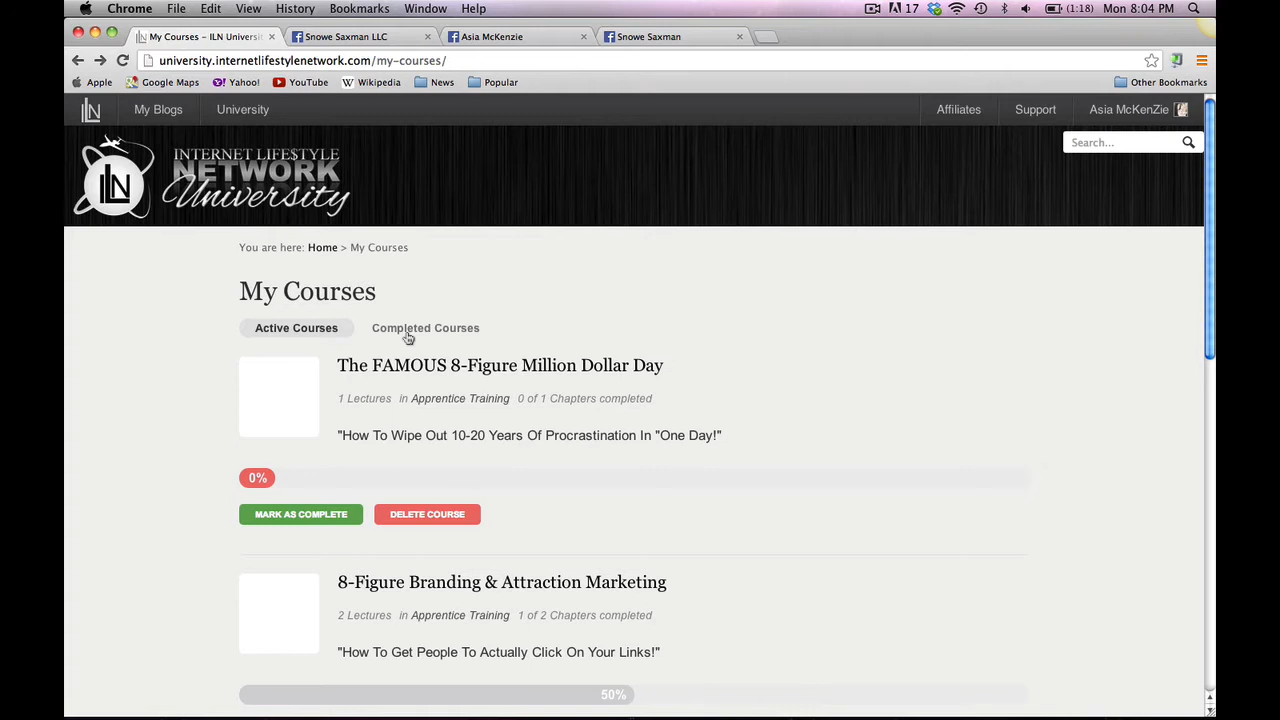 Chrome File Edit View History Bookmarks Window Help 17 (1:18) Mon 8:04 PM
My Courses – ILN Universit Snowe Saxman LLC Asia McKenzie Snowe Saxman
university.internetlifestylenetwork.com/my-courses/
Apple Google Maps Yahoo! YouTube Wikipedia News Popular Other Bookmarks
ILN My Blogs University Affiliates Support Asia McKenZie
Search...
ILN
INTERNET LIFE$TYLE
NETWORK
University
You are here: Home > My Courses
My Courses
Active Courses Completed Courses
The FAMOUS 8-Figure Million Dollar Day
1 Lectures in Apprentice Training 0 of 1 Chapters completed
"How To Wipe Out 10-20 Years Of Procrastination In "One Day!"
0%
MARK AS COMPLETE DELETE COURSE
8-Figure Branding & Attraction Marketing
2 Lectures in Apprentice Training 1 of 2 Chapters completed
"How To Get People To Actually Click On Your Links!"
50%